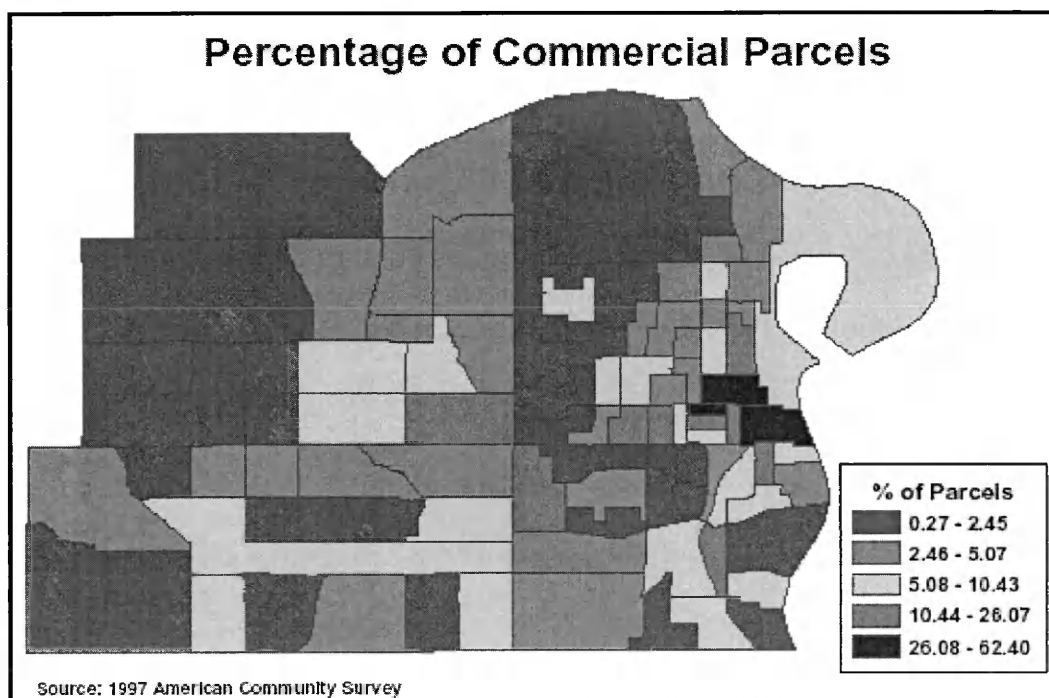 Percentage of Commercial Parcels
% of Parcels
0.27 - 2.45
2.46 - 5.07
5.08 - 10.43
10.44 - 26.07
26.08 - 62.40
Source: 1997 American Community Survey